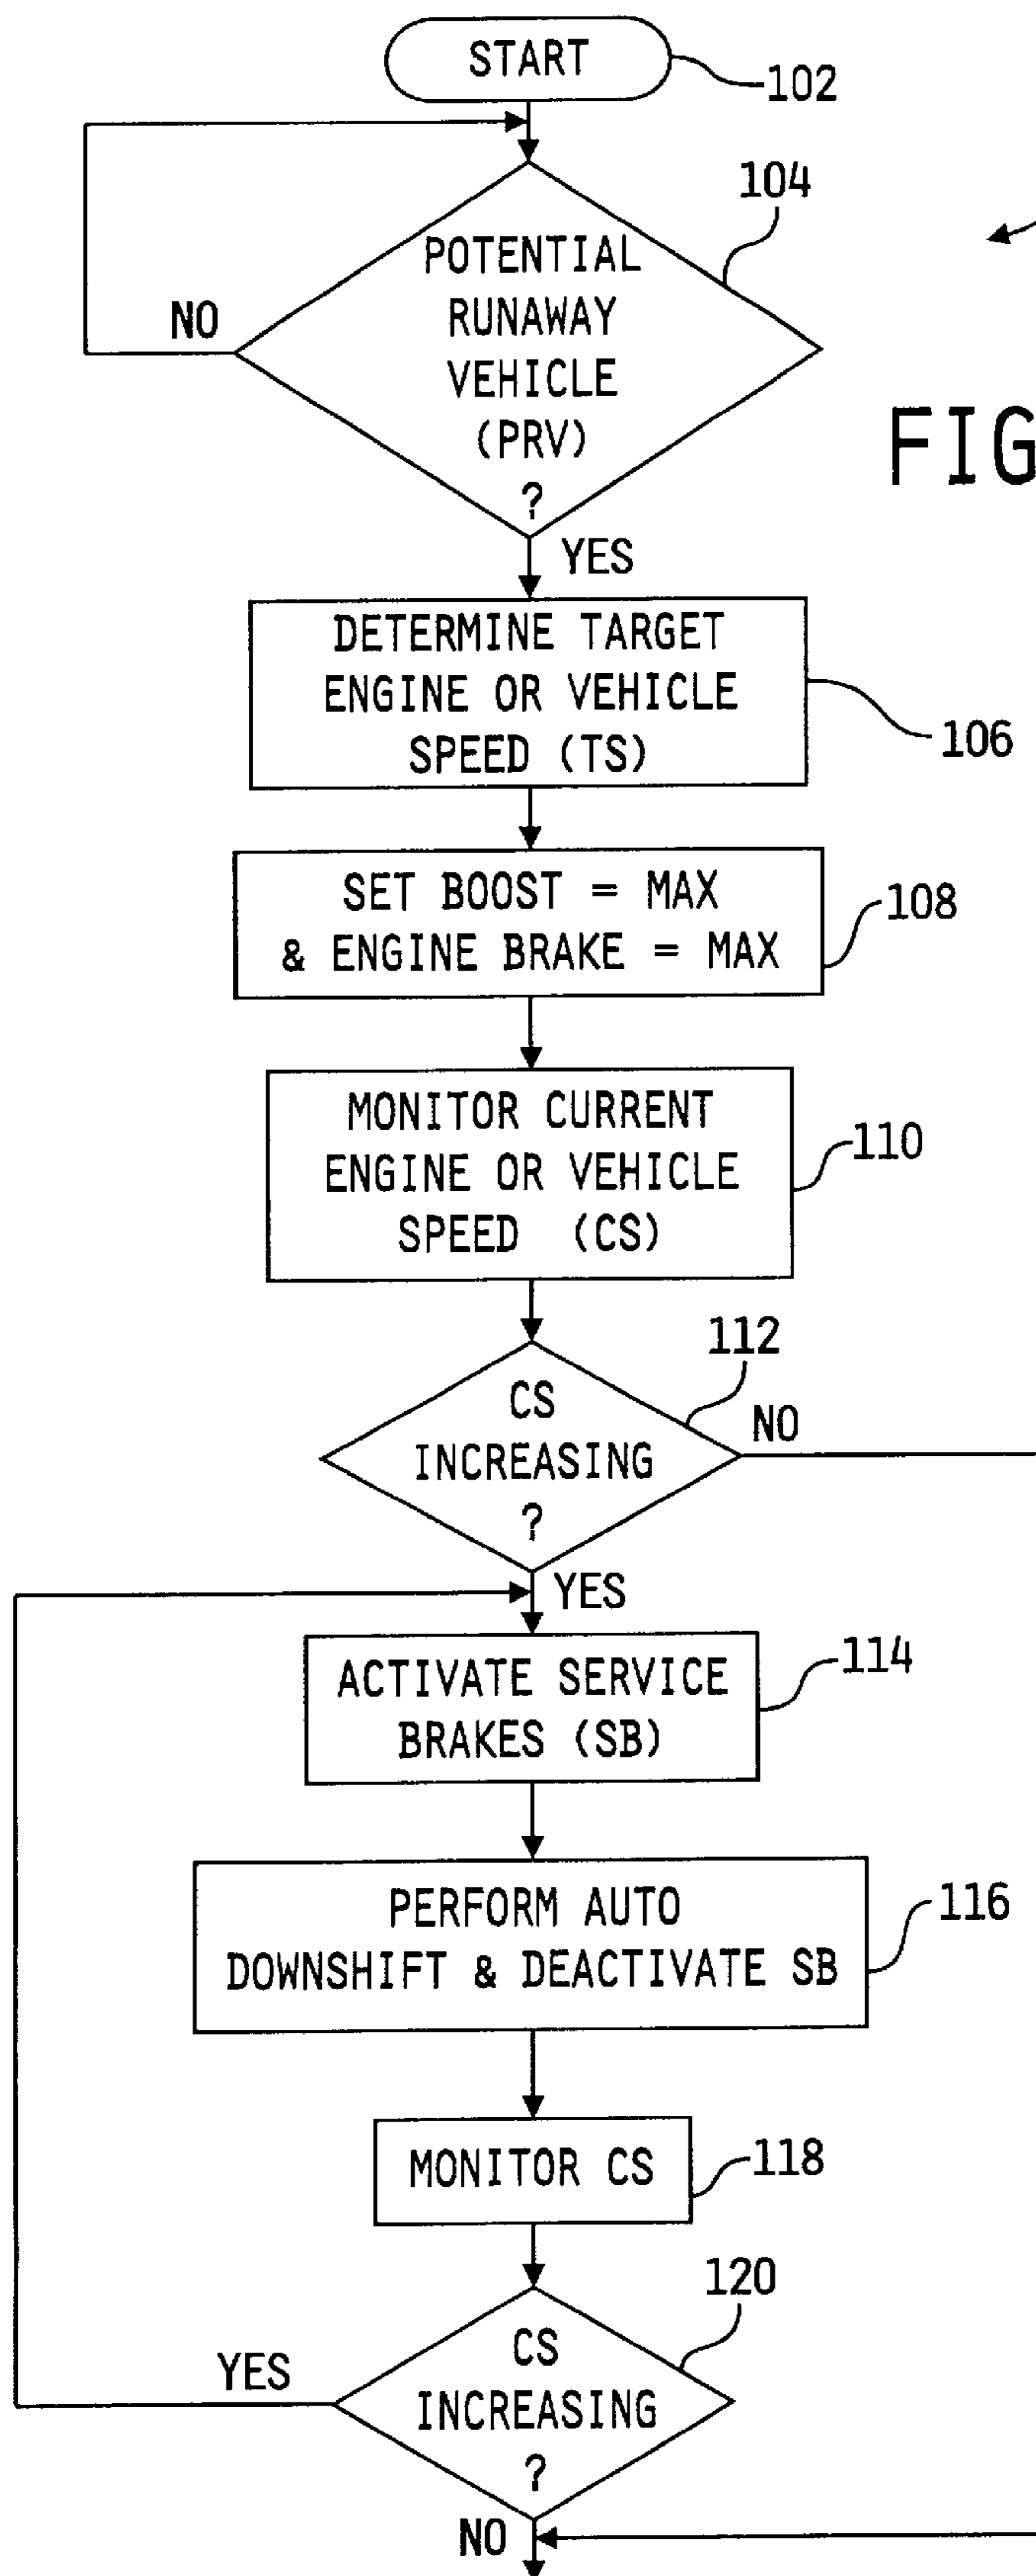 START
102
104
POTENTIAL
RUNAWAY
VEHICLE
(PRV)
?
NO
FIG
YES
DETERMINE TARGET
ENGINE OR VEHICLE
SPEED (TS)
106
SET BOOST = MAX
& ENGINE BRAKE = MAX
108
MONITOR CURRENT
ENGINE OR VEHICLE
SPEED (CS)
110
112
CS
INCREASING
?
NO
YES
ACTIVATE SERVICE
BRAKES (SB)
114
PERFORM AUTO
DOWNSHIFT & DEACTIVATE SB
116
MONITOR CS
118
120
CS
INCREASING
?
YES
NO